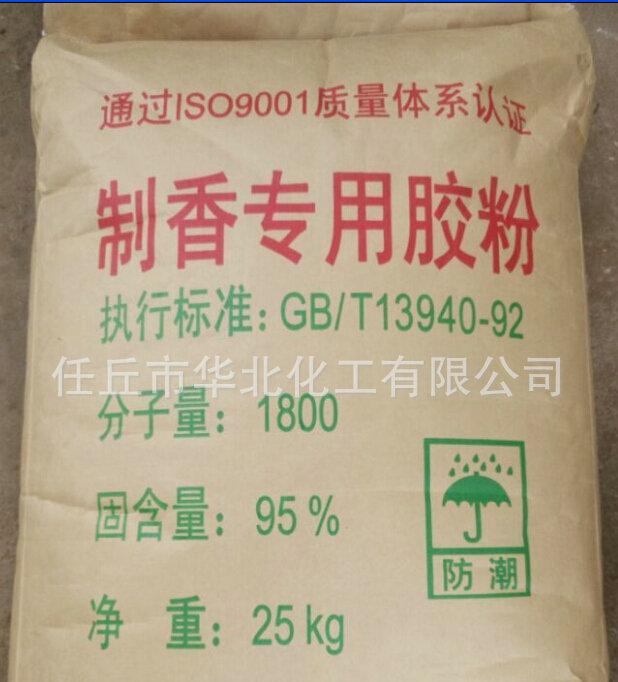 通过ISO9001质量体系认证
制香专用胶粉
执行标准：GB/T13940-92
任丘市华北化工有限公司
分子量：1800
固含量：95%
防潮
净 重：25kg